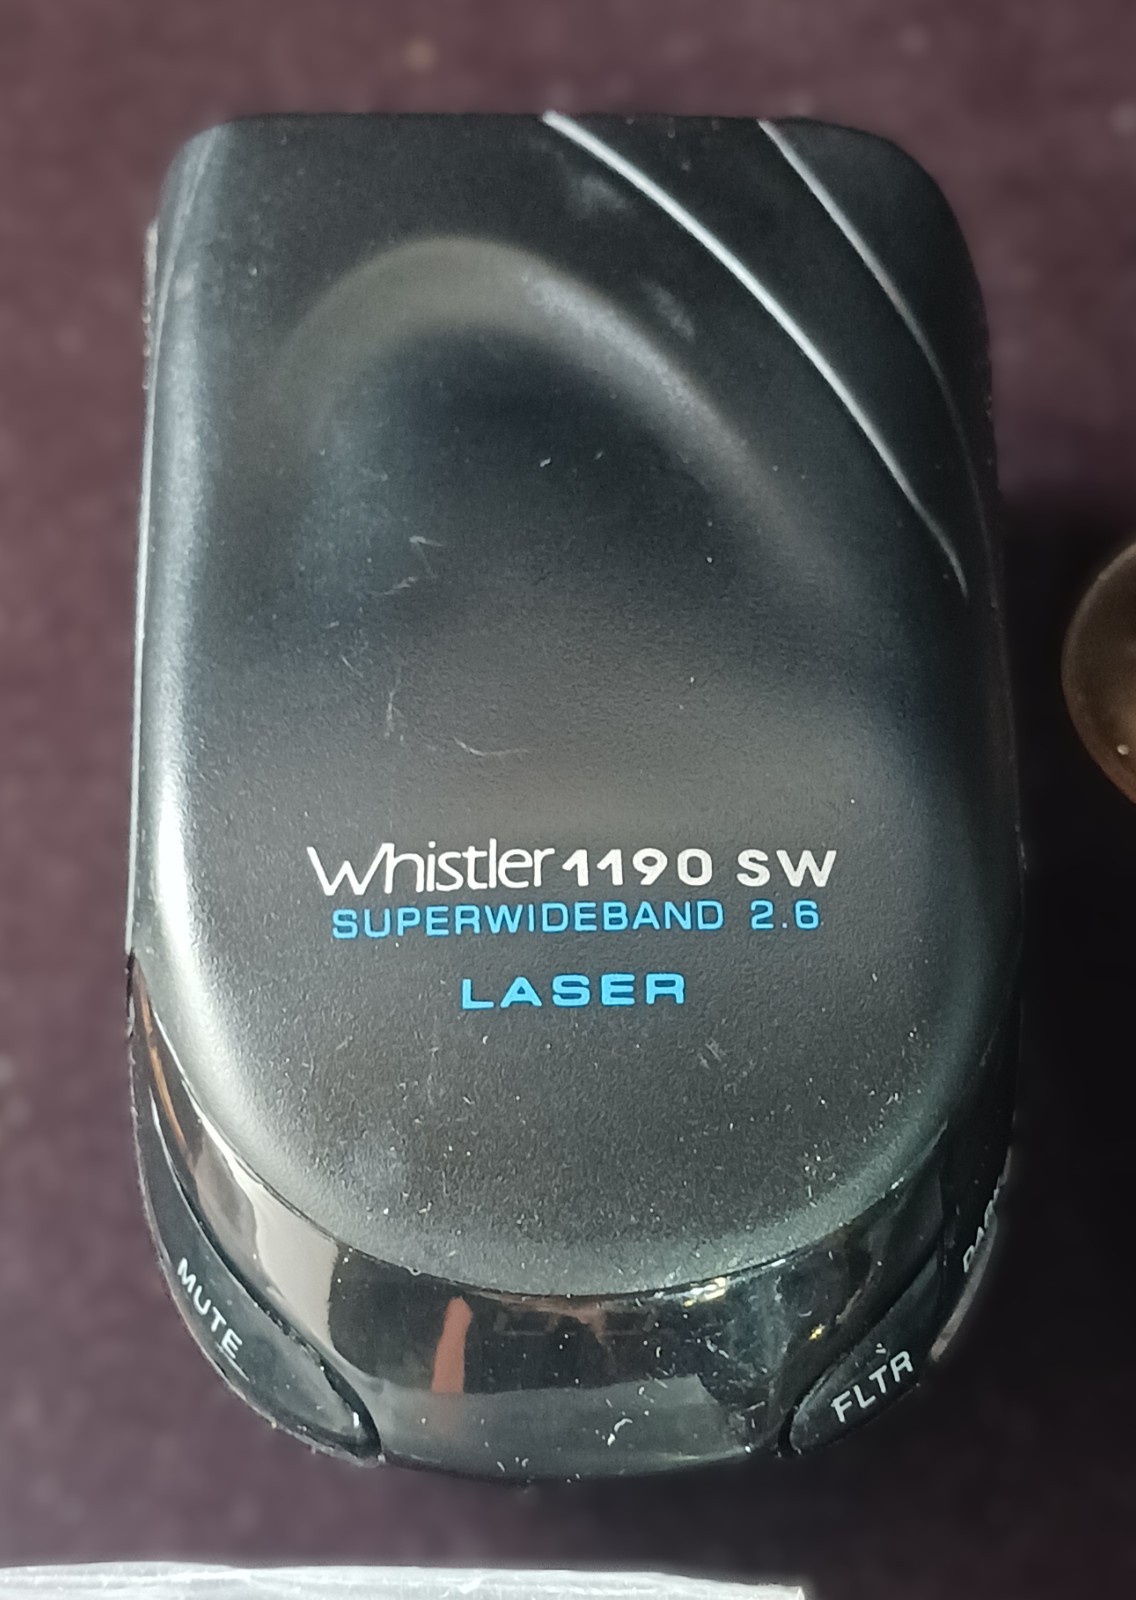 Whistler 1190 SW
SUPERWIDEBAND 2.6
LASER
MUTE
FLTR